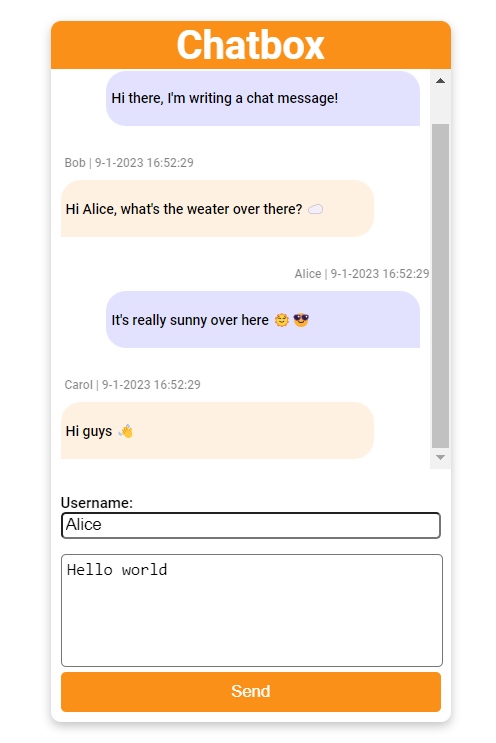 Chatbox
Hi there, I'm writing a chat message!
Bob | 9-1-2023 16:52:29
Hi Alice, what's the weater over there? ☁️
Alice | 9-1-2023 16:52:29
It's really sunny over here 🌞 😎
Carol | 9-1-2023 16:52:29
Hi guys 👋
Username:
Alice
Hello world
Send